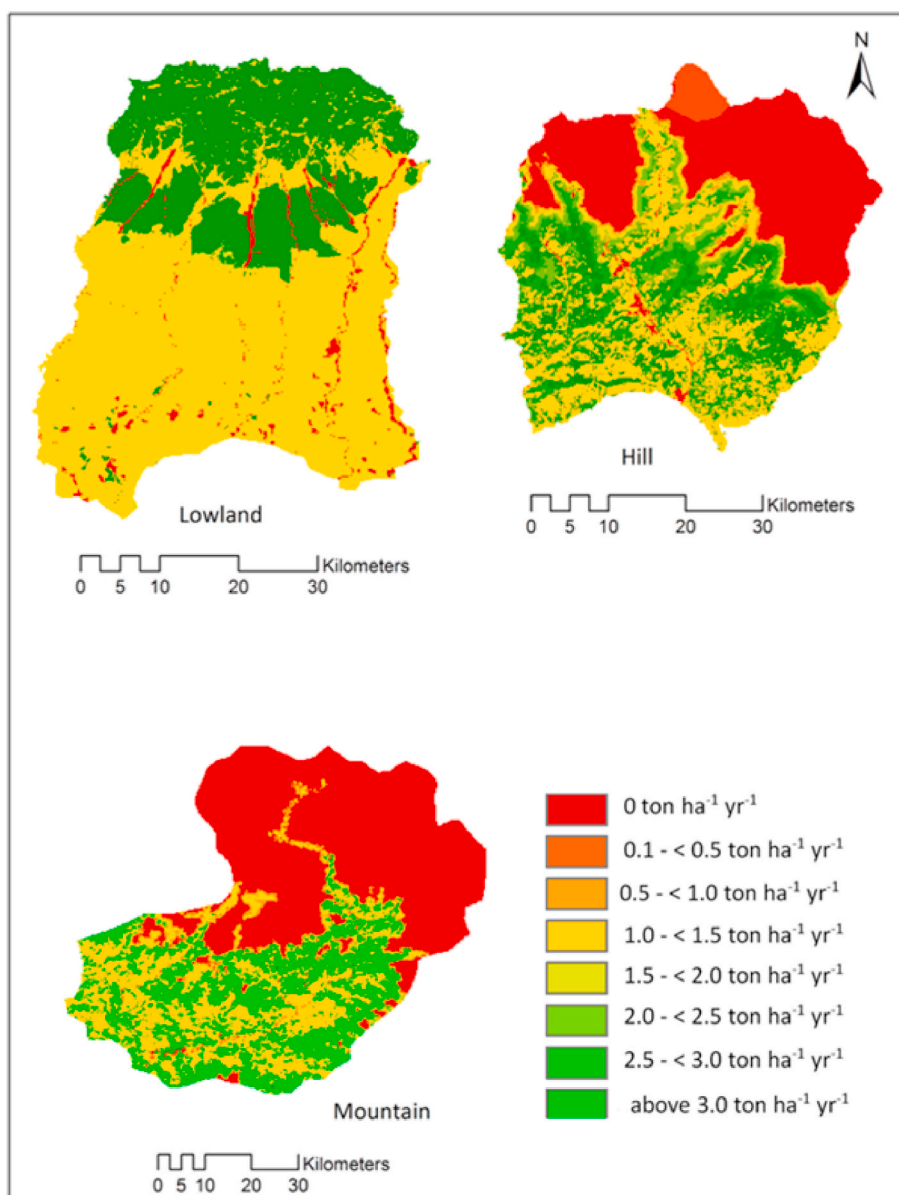 N
Lowland
Kilometers
0 5 10 20 30
Hill
Kilometers
0 5 10 20 30
Mountain
Kilometers
0 5 10 20 30
0 ton ha⁻¹ yr⁻¹
0.1 - < 0.5 ton ha⁻¹ yr⁻¹
0.5 - < 1.0 ton ha⁻¹ yr⁻¹
1.0 - < 1.5 ton ha⁻¹ yr⁻¹
1.5 - < 2.0 ton ha⁻¹ yr⁻¹
2.0 - < 2.5 ton ha⁻¹ yr⁻¹
2.5 - < 3.0 ton ha⁻¹ yr⁻¹
above 3.0 ton ha⁻¹ yr⁻¹